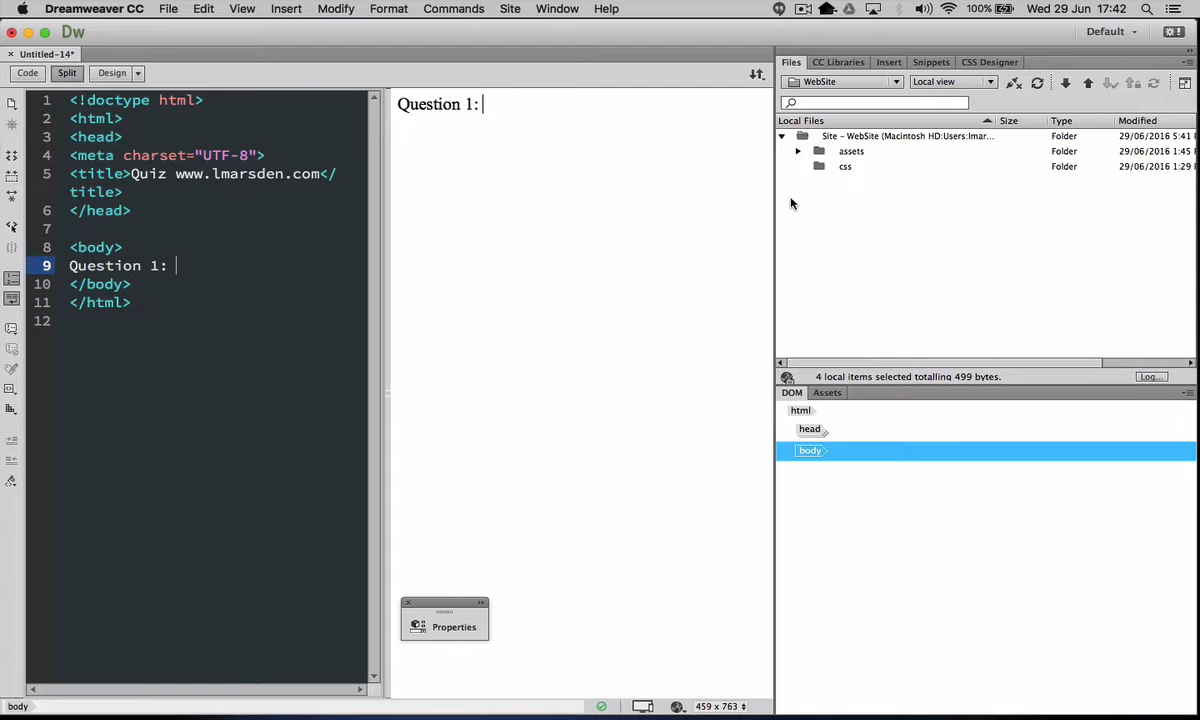 Dreamweaver CC File Edit View Insert Modify Format Commands Site Window Help 100% Wed 29 Jun 17:42
Dw Default
× Untitled-14*
Code Split Design
Files CC Libraries Insert Snippets CSS Designer
WebSite Local view
Local Files Size Type Modified
Site - WebSite (Macintosh HD:Users:lmar... Folder 29/06/2016 5:41
assets Folder 29/06/2016 1:45
css Folder 29/06/2016 1:29
4 local items selected totalling 499 bytes. Log...
DOM Assets
html
head
body
1 <!doctype html>
2 <html>
3 <head>
4 <meta charset="UTF-8">
5 <title>Quiz www.lmarsden.com</
title>
6 </head>
7
8 <body>
9 Question 1:
10 </body>
11 </html>
12
Question 1:
Properties
body 459 x 763